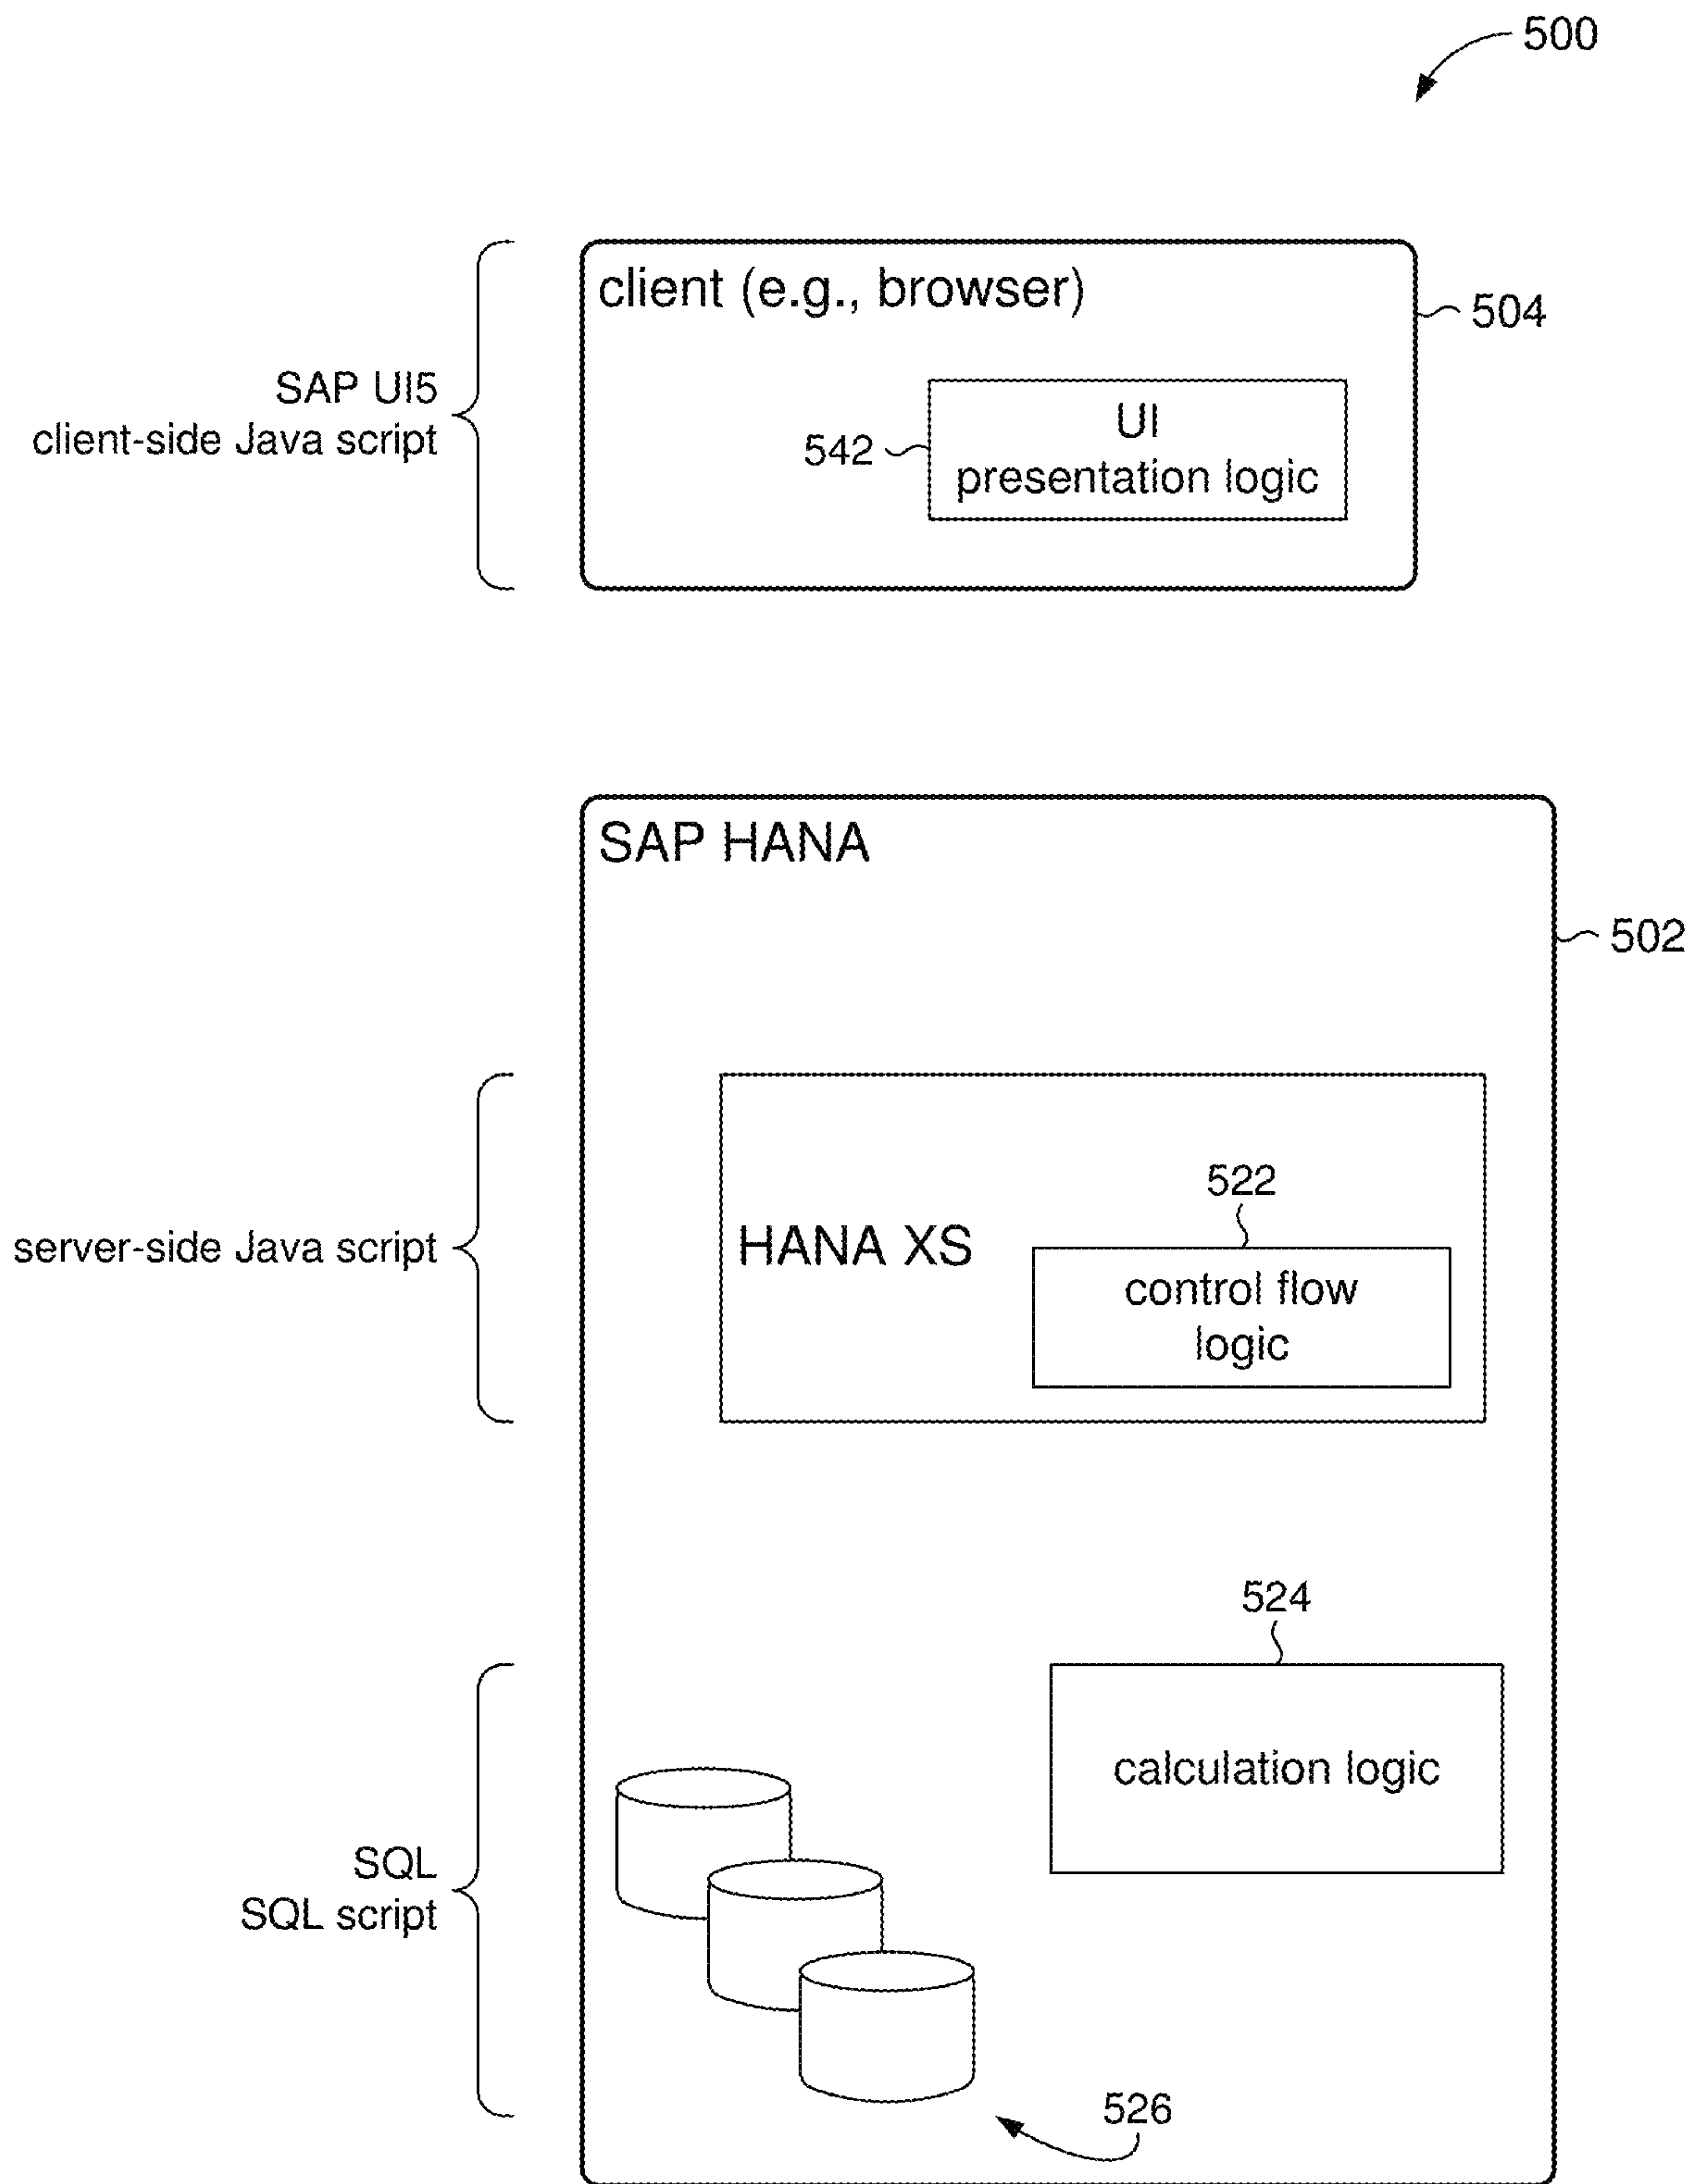 500
client (e.g., browser)
504
SAP UI5
client-side Java script
542
UI
presentation logic
SAP HANA
502
522
HANA XS
control flow
logic
server-side Java script
524
calculation logic
SQL
SQL script
526